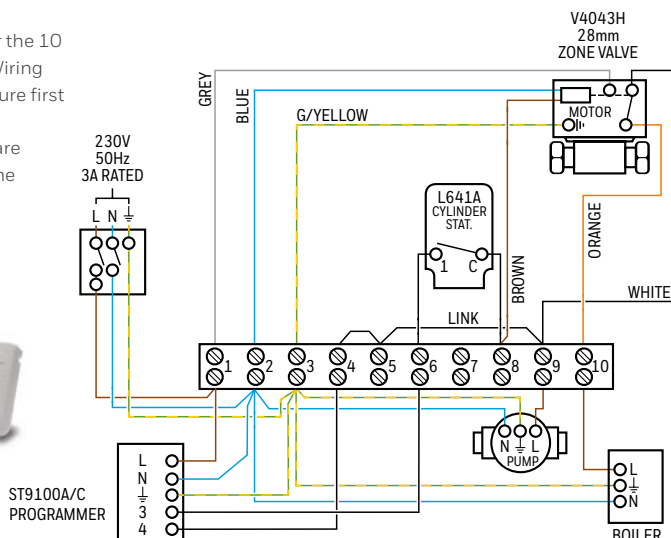 r the 10
Wiring
ure first
are
ne
V4043H
28mm
ZONE VALVE
MOTOR
GREY
BLUE
G/YELLOW
230V
50Hz
3A RATED
L N
L641A
CYLINDER
STAT.
1 C
BROWN
ORANGE
WHITE
LINK
1 2 3 4 5 6 7 8 9 10
N L
PUMP
ST9100A/C
PROGRAMMER
L
N
3
4
L
N
BOILER